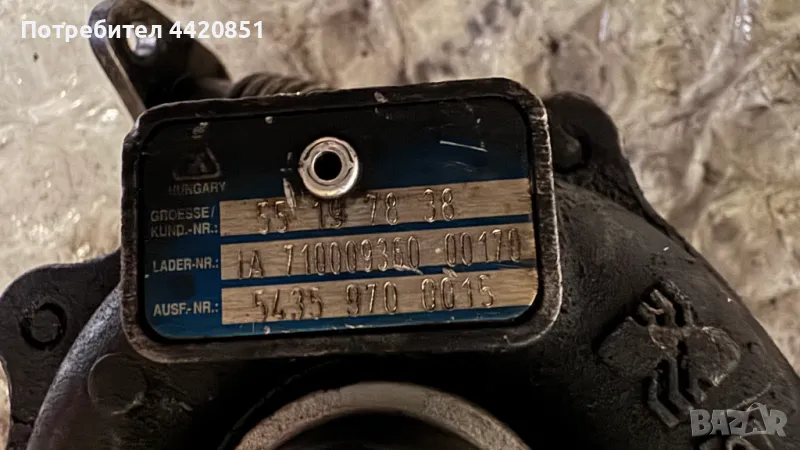 Потребител 4420851
HUNGARY
GROESSE/
KUND.-NR.: 55 19 78 38
LADER-NR.: IA 710009360 00170
AUSF.-NR.: 5435 970 0015
BAZAR